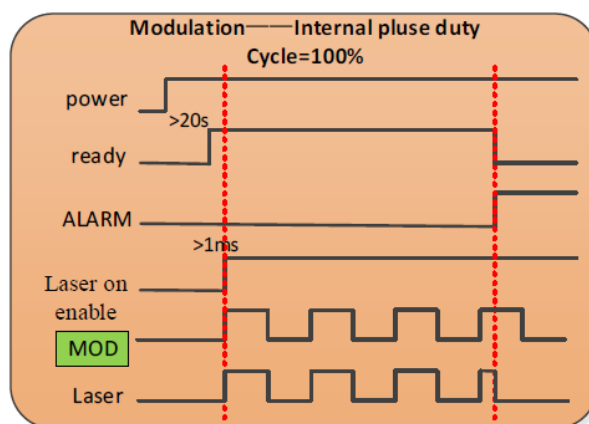 Modulation——Internal pluse duty
Cycle=100%
power
>20s
ready
ALARM
>1ms
Laser on
enable
MOD
Laser